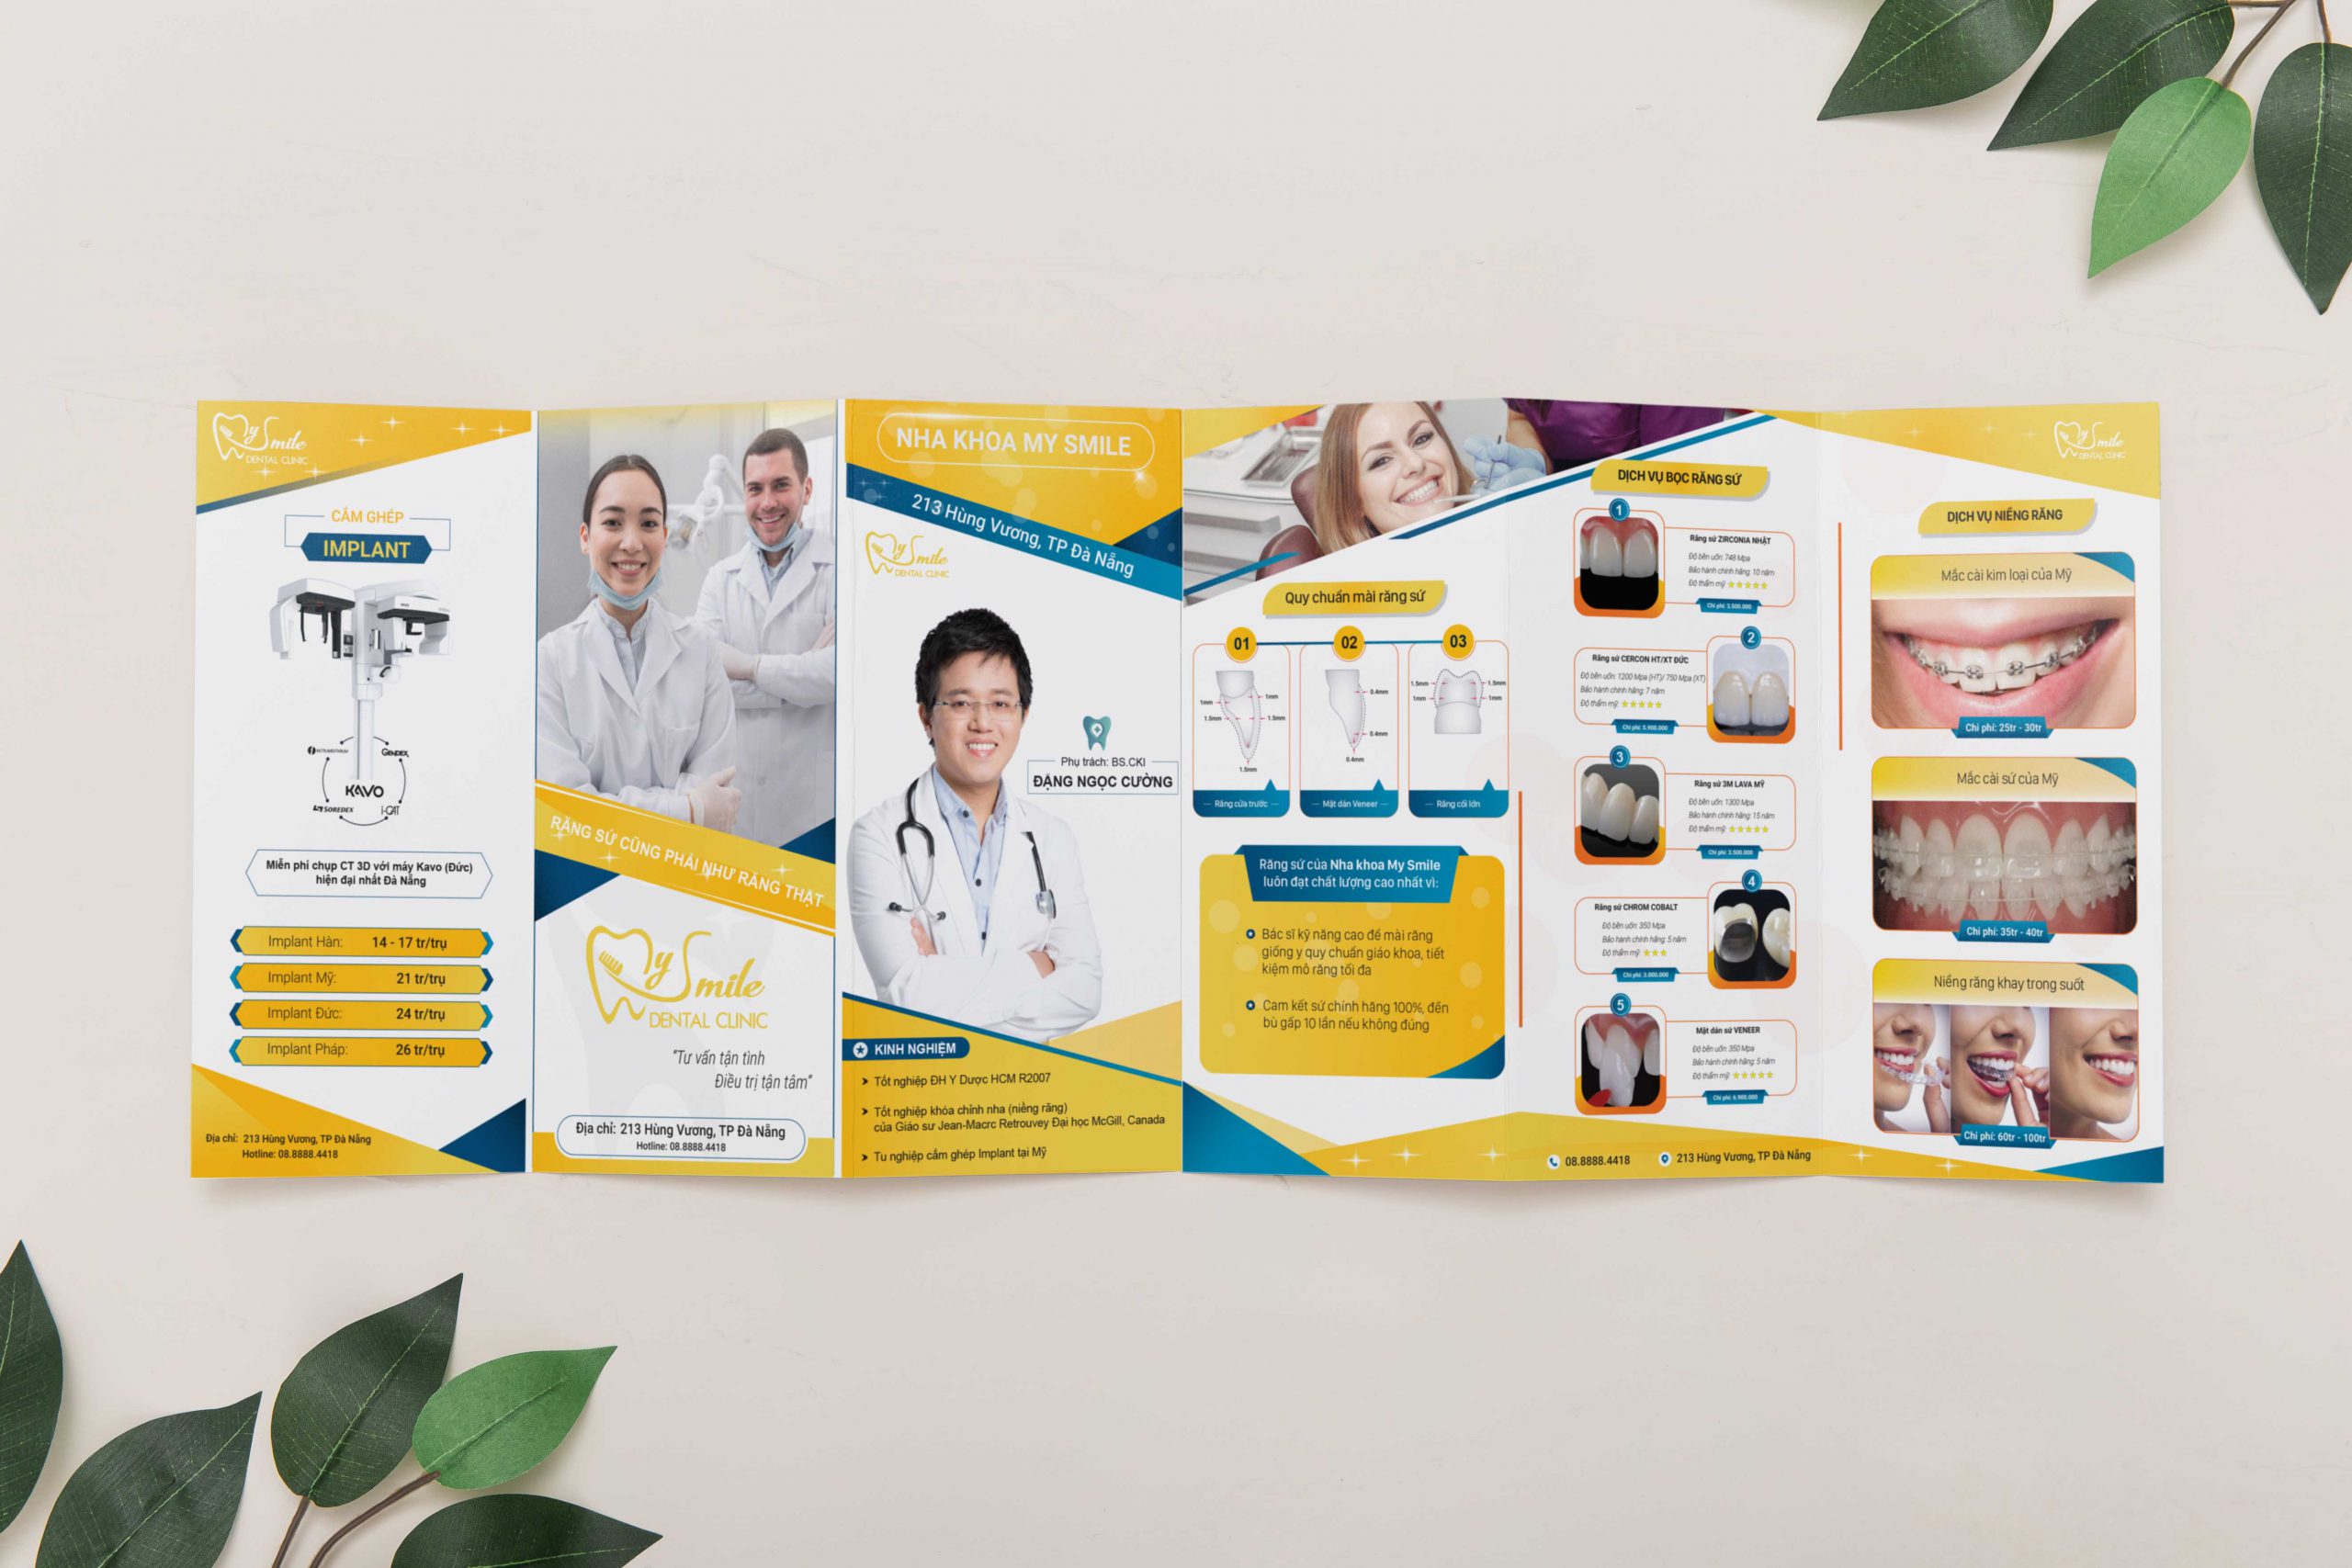 My Smile
DENTAL CLINIC
CẤM GHÉP
IMPLANT
INSTRUMENTARIUM
GENDEX
KAVO
SOREDEX
i-CAT
Miễn phí chụp CT 3D với máy Kavo (Đức)
hiện đại nhất Đà Nẵng
Implant Hàn: 14 - 17 tr/trụ
Implant Mỹ: 21 tr/trụ
Implant Đức: 24 tr/trụ
Implant Pháp: 26 tr/trụ
Địa chỉ: 213 Hùng Vương, TP Đà Nẵng
Hotline: 08.8888.4418
RĂNG SỨ CŨNG PHẢI NHƯ RĂNG THẬT
My Smile
DENTAL CLINIC
"Tư vấn tận tình
Điều trị tận tâm"
Địa chỉ: 213 Hùng Vương, TP Đà Nẵng
Hotline: 08.8888.4418
NHA KHOA MY SMILE
213 Hùng Vương, TP Đà Nẵng
My Smile
DENTAL CLINIC
Phụ trách: BS.CKI
ĐẶNG NGỌC CƯỜNG
KINH NGHIỆM
Tốt nghiệp ĐH Y Dược HCM R2007
Tốt nghiệp khóa chỉnh nha (niềng răng)
của Giáo sư Jean-Macrc Retrouvey Đại học McGill, Canada
Tu nghiệp cắm ghép Implant tại Mỹ
Quy chuẩn mài răng sứ
01 02 03
1mm 1mm
1.5mm 1.5mm
1.5mm
0.4mm
0.4mm
0.4mm
1.5mm 1.5mm
1mm 1mm
Răng cửa trước
Mặt dán Veneer
Răng cối lớn
Răng sứ của Nha khoa My Smile
luôn đạt chất lượng cao nhất vì:
Bác sĩ kỹ năng cao để mài răng
giống y quy chuẩn giáo khoa, tiết
kiệm mô răng tối đa
Cam kết sứ chính hãng 100%, đền
bù gấp 10 lần nếu không đúng
DỊCH VỤ BỌC RĂNG SỨ
1
Răng sứ ZIRCONIA NHẬT
Độ bền uốn: 748 Mpa
Bảo hành chính hãng: 10 năm
Độ thẩm mỹ: ★★★★★
Chi phí: 3.500.000
2
Răng sứ CERCON HT/XT ĐỨC
Độ bền uốn: 1200 Mpa (HT)/ 750 Mpa (XT)
Bảo hành chính hãng: 7 năm
Độ thẩm mỹ: ★★★★★
Chi phí: 5.900.000
3
Răng sứ 3M LAVA MỸ
Độ bền uốn: 1300 Mpa
Bảo hành chính hãng: 15 năm
Độ thẩm mỹ: ★★★★★
Chi phí: 3.500.000
4
Răng sứ CHROM COBALT
Độ bền uốn: 350 Mpa
Bảo hành chính hãng: 5 năm
Độ thẩm mỹ: ★★★
Chi phí: 3.000.000
5
Mặt dán sứ VENEER
Độ bền uốn: 350 Mpa
Bảo hành chính hãng: 5 năm
Độ thẩm mỹ: ★★★★★
Chi phí: 6.900.000
08.8888.4418 213 Hùng Vương, TP Đà Nẵng
My Smile
DENTAL CLINIC
DỊCH VỤ NIỀNG RĂNG
Mắc cài kim loại của Mỹ
Chi phí: 25tr - 30tr
Mắc cài sứ của Mỹ
Chi phí: 35tr - 40tr
Niềng răng khay trong suốt
Chi phí: 60tr - 100tr